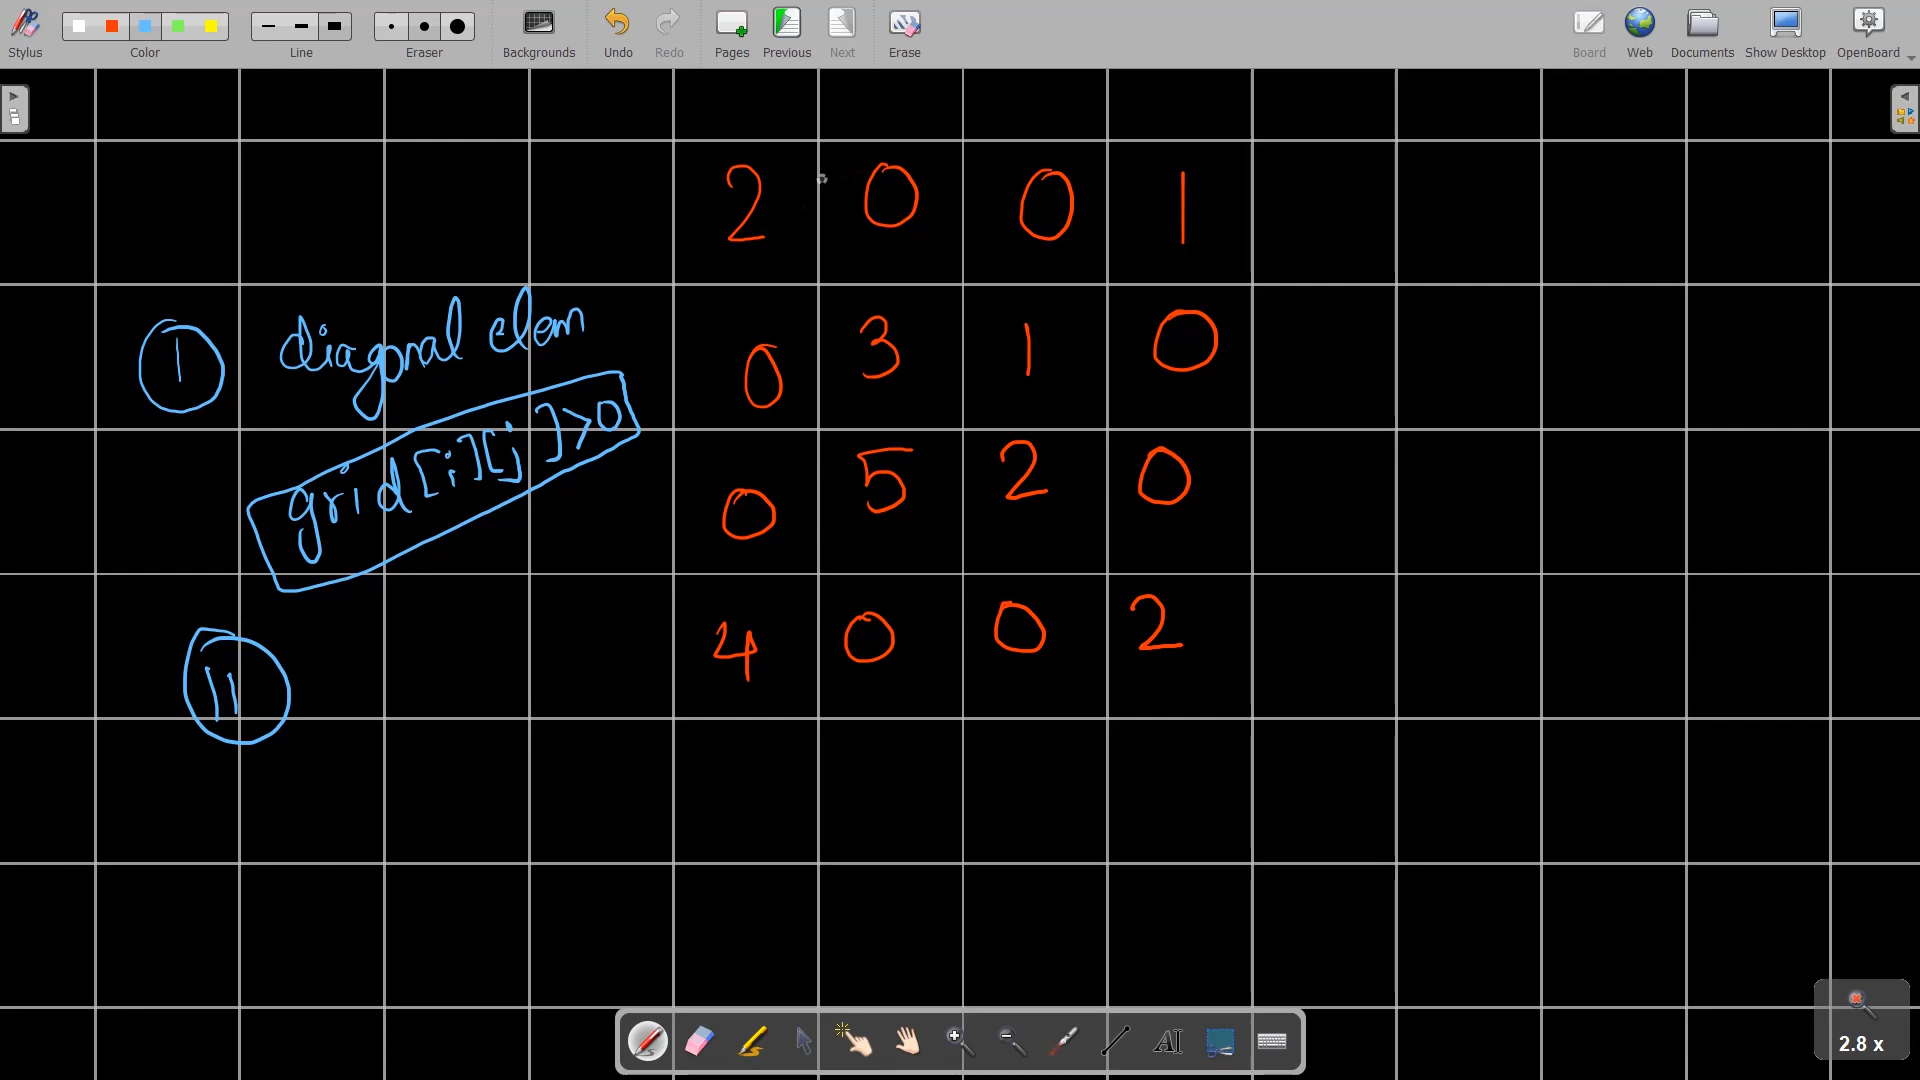 Stylus Color Line Eraser Backgrounds Undo Redo Pages Previous Next Erase Board Web Documents Show Desktop OpenBoard
2 0 0 1
I diagonal elem
0 3 1 0
grid[i][j]>0
0 5 2 0
II
4 0 0 2
2.8 x